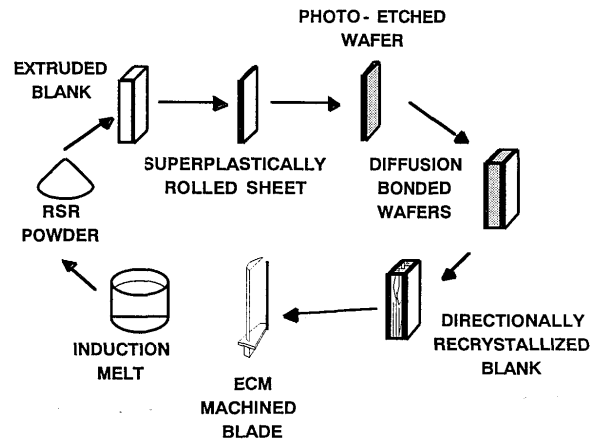 PHOTO - ETCHED
WAFER
EXTRUDED
BLANK
SUPERPLASTICALLY
ROLLED SHEET
DIFFUSION
BONDED
WAFERS
RSR
POWDER
INDUCTION
MELT
ECM
MACHINED
BLADE
DIRECTIONALLY
RECRYSTALLIZED
BLANK